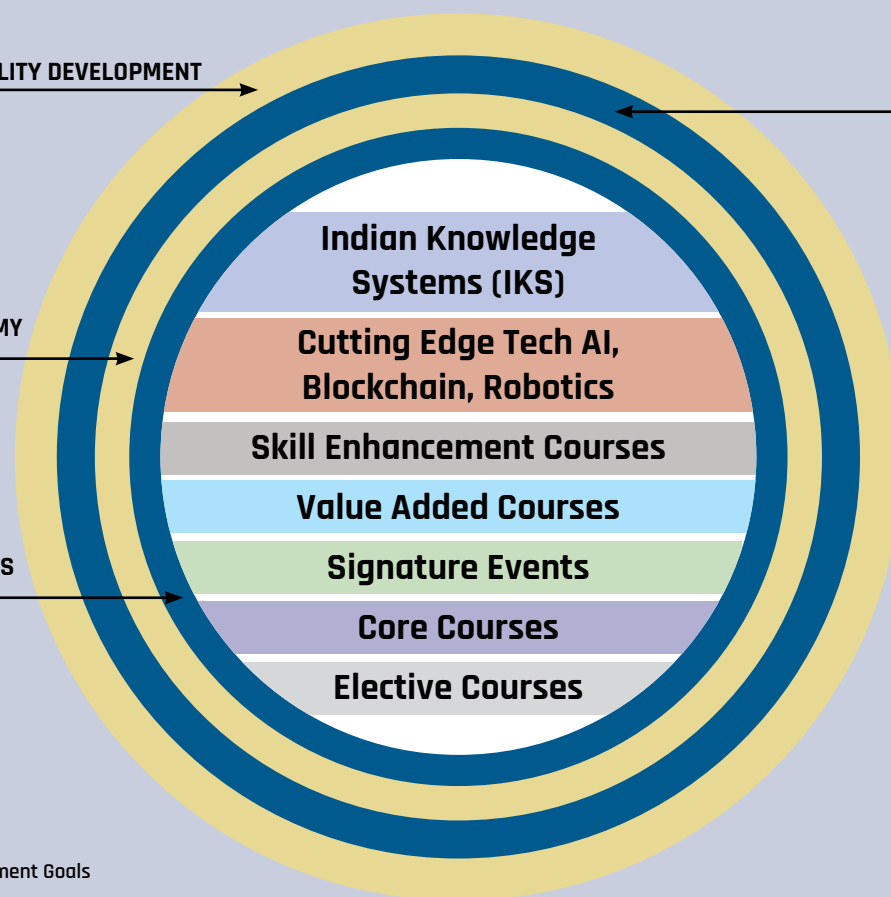 LITY DEVELOPMENT
Indian Knowledge
Systems (IKS)
MY
Cutting Edge Tech AI,
Blockchain, Robotics
Skill Enhancement Courses
Value Added Courses
S
Signature Events
Core Courses
Elective Courses
ment Goals